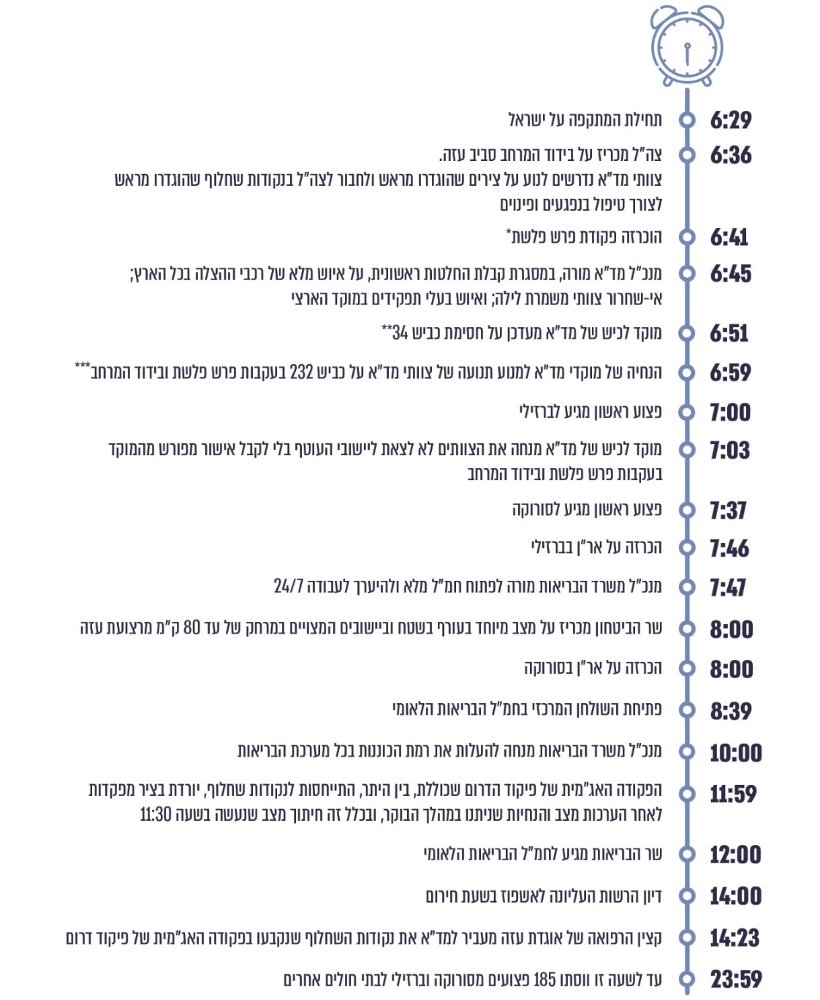 6:29 תחילת המתקפה על ישראל
6:36 צה"ל מכריז על בידוד המרחב סביב עזה.
צוותי מד"א נדרשים לנוע על צירים שהוגדרו מראש ולחבור לצה"ל בנקודות שחלוף שהוגדרו מראש
לצורך טיפול בנפגעים ופינוים
6:41 הוכרזה פקודת פרש פלשת*
6:45 מנכ"ל מד"א מורה, במסגרת קבלת החלטות ראשונית, על איוש מלא של רכבי ההצלה בכל הארץ;
אי-שחרור צוותי משמרת לילה; ואיוש בעלי תפקידים במוקד הארצי
6:51 מוקד לכיש של מד"א מעדכן על חסימת כביש 34**
6:59 הנחיה של מוקדי מד"א למנוע תנועה של צוותי מד"א על כביש 232 בעקבות פרש פלשת ובידוד המרחב***
7:00 פצוע ראשון מגיע לברזילי
7:03 מוקד לכיש של מד"א מנחה את הצוותים לא לצאת ליישובי העוטף בלי לקבל אישור מפורש מהמוקד
בעקבות פרש פלשת ובידוד המרחב
7:37 פצוע ראשון מגיע לסורוקה
7:46 הכרזה על אר"ן בברזילי
7:47 מנכ"ל משרד הבריאות מורה לפתוח חמ"ל מלא ולהיערך לעבודה 24/7
8:00 שר הביטחון מכריז על מצב מיוחד בעורף בשטח וביישובים המצויים במרחק של עד 80 ק"מ מרצועת עזה
8:00 הכרזה על אר"ן בסורוקה
8:39 פתיחת השולחן המרכזי בחמ"ל הבריאות הלאומי
10:00 מנכ"ל משרד הבריאות מנחה להעלות את רמת הכוננות בכל מערכת הבריאות
11:59 הפקודה האג"מית של פיקוד הדרום שכוללת, בין היתר, התייחסות לנקודות שחלוף, יורדת בציר מפקדות
לאחר הערכות מצב והנחיות שניתנו במהלך הבוקר, ובכלל זה חיתוך מצב שנעשה בשעה 11:30
12:00 שר הבריאות מגיע לחמ"ל הבריאות הלאומי
14:00 דיון הרשות העליונה לאשפוז בשעת חירום
14:23 קצין הרפואה של אוגדת עזה מעביר למד"א את נקודות השחלוף שנקבעו בפקודה האג"מית של פיקוד דרום
23:59 עד לשעה זו ווסתו 185 פצועים מסורוקה וברזילי לבתי חולים אחרים